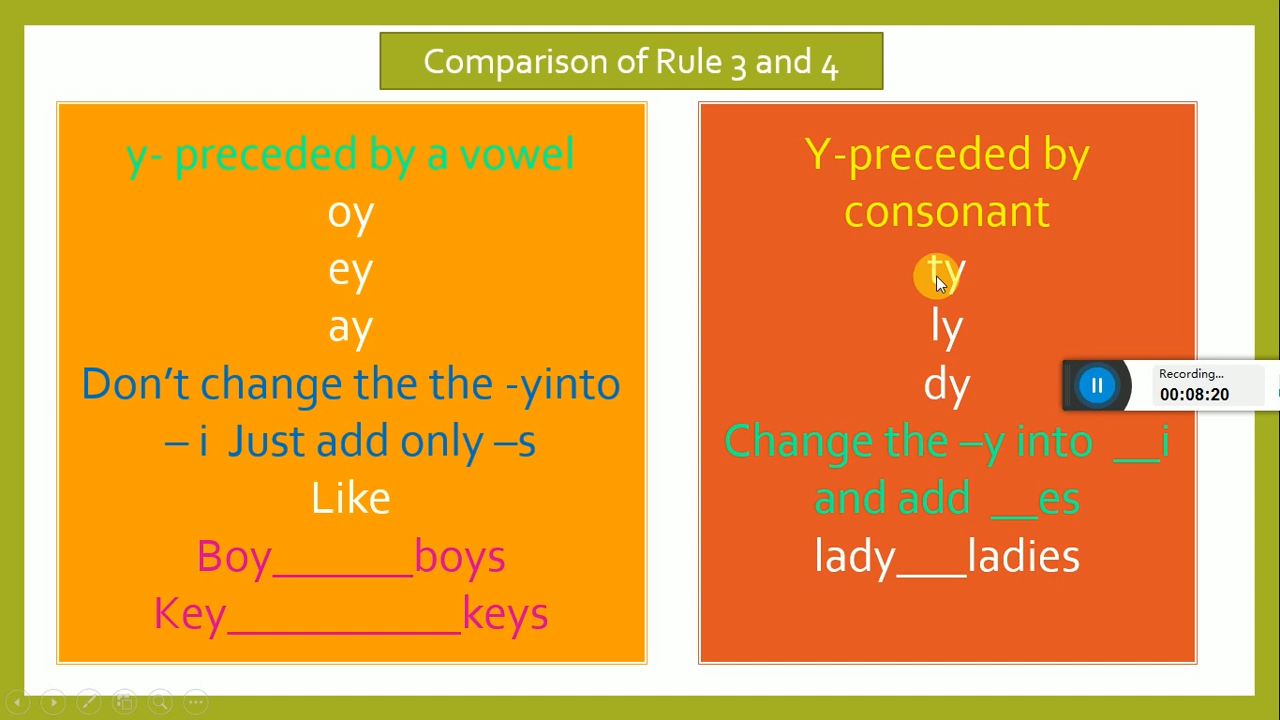 Comparison of Rule 3 and 4
y- preceded by a vowel
oy
ey
ay
Don't change the the -yinto
– i Just add only –s
Like
Boy______boys
Key__________keys
Y-preceded by
consonant
ty
ly
dy
Change the –y into __i
and add __es
lady___ladies
Recording...
00:08:20